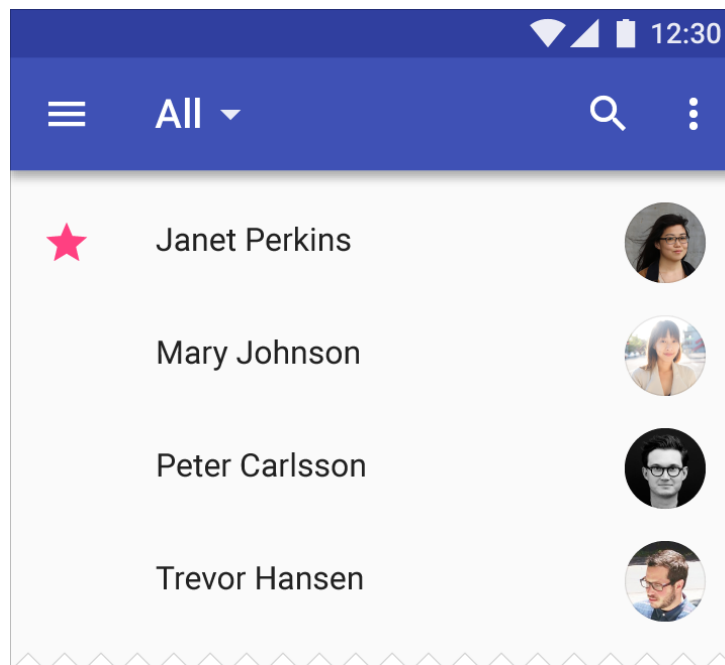 12:30
All
Janet Perkins
Mary Johnson
Peter Carlsson
Trevor Hansen